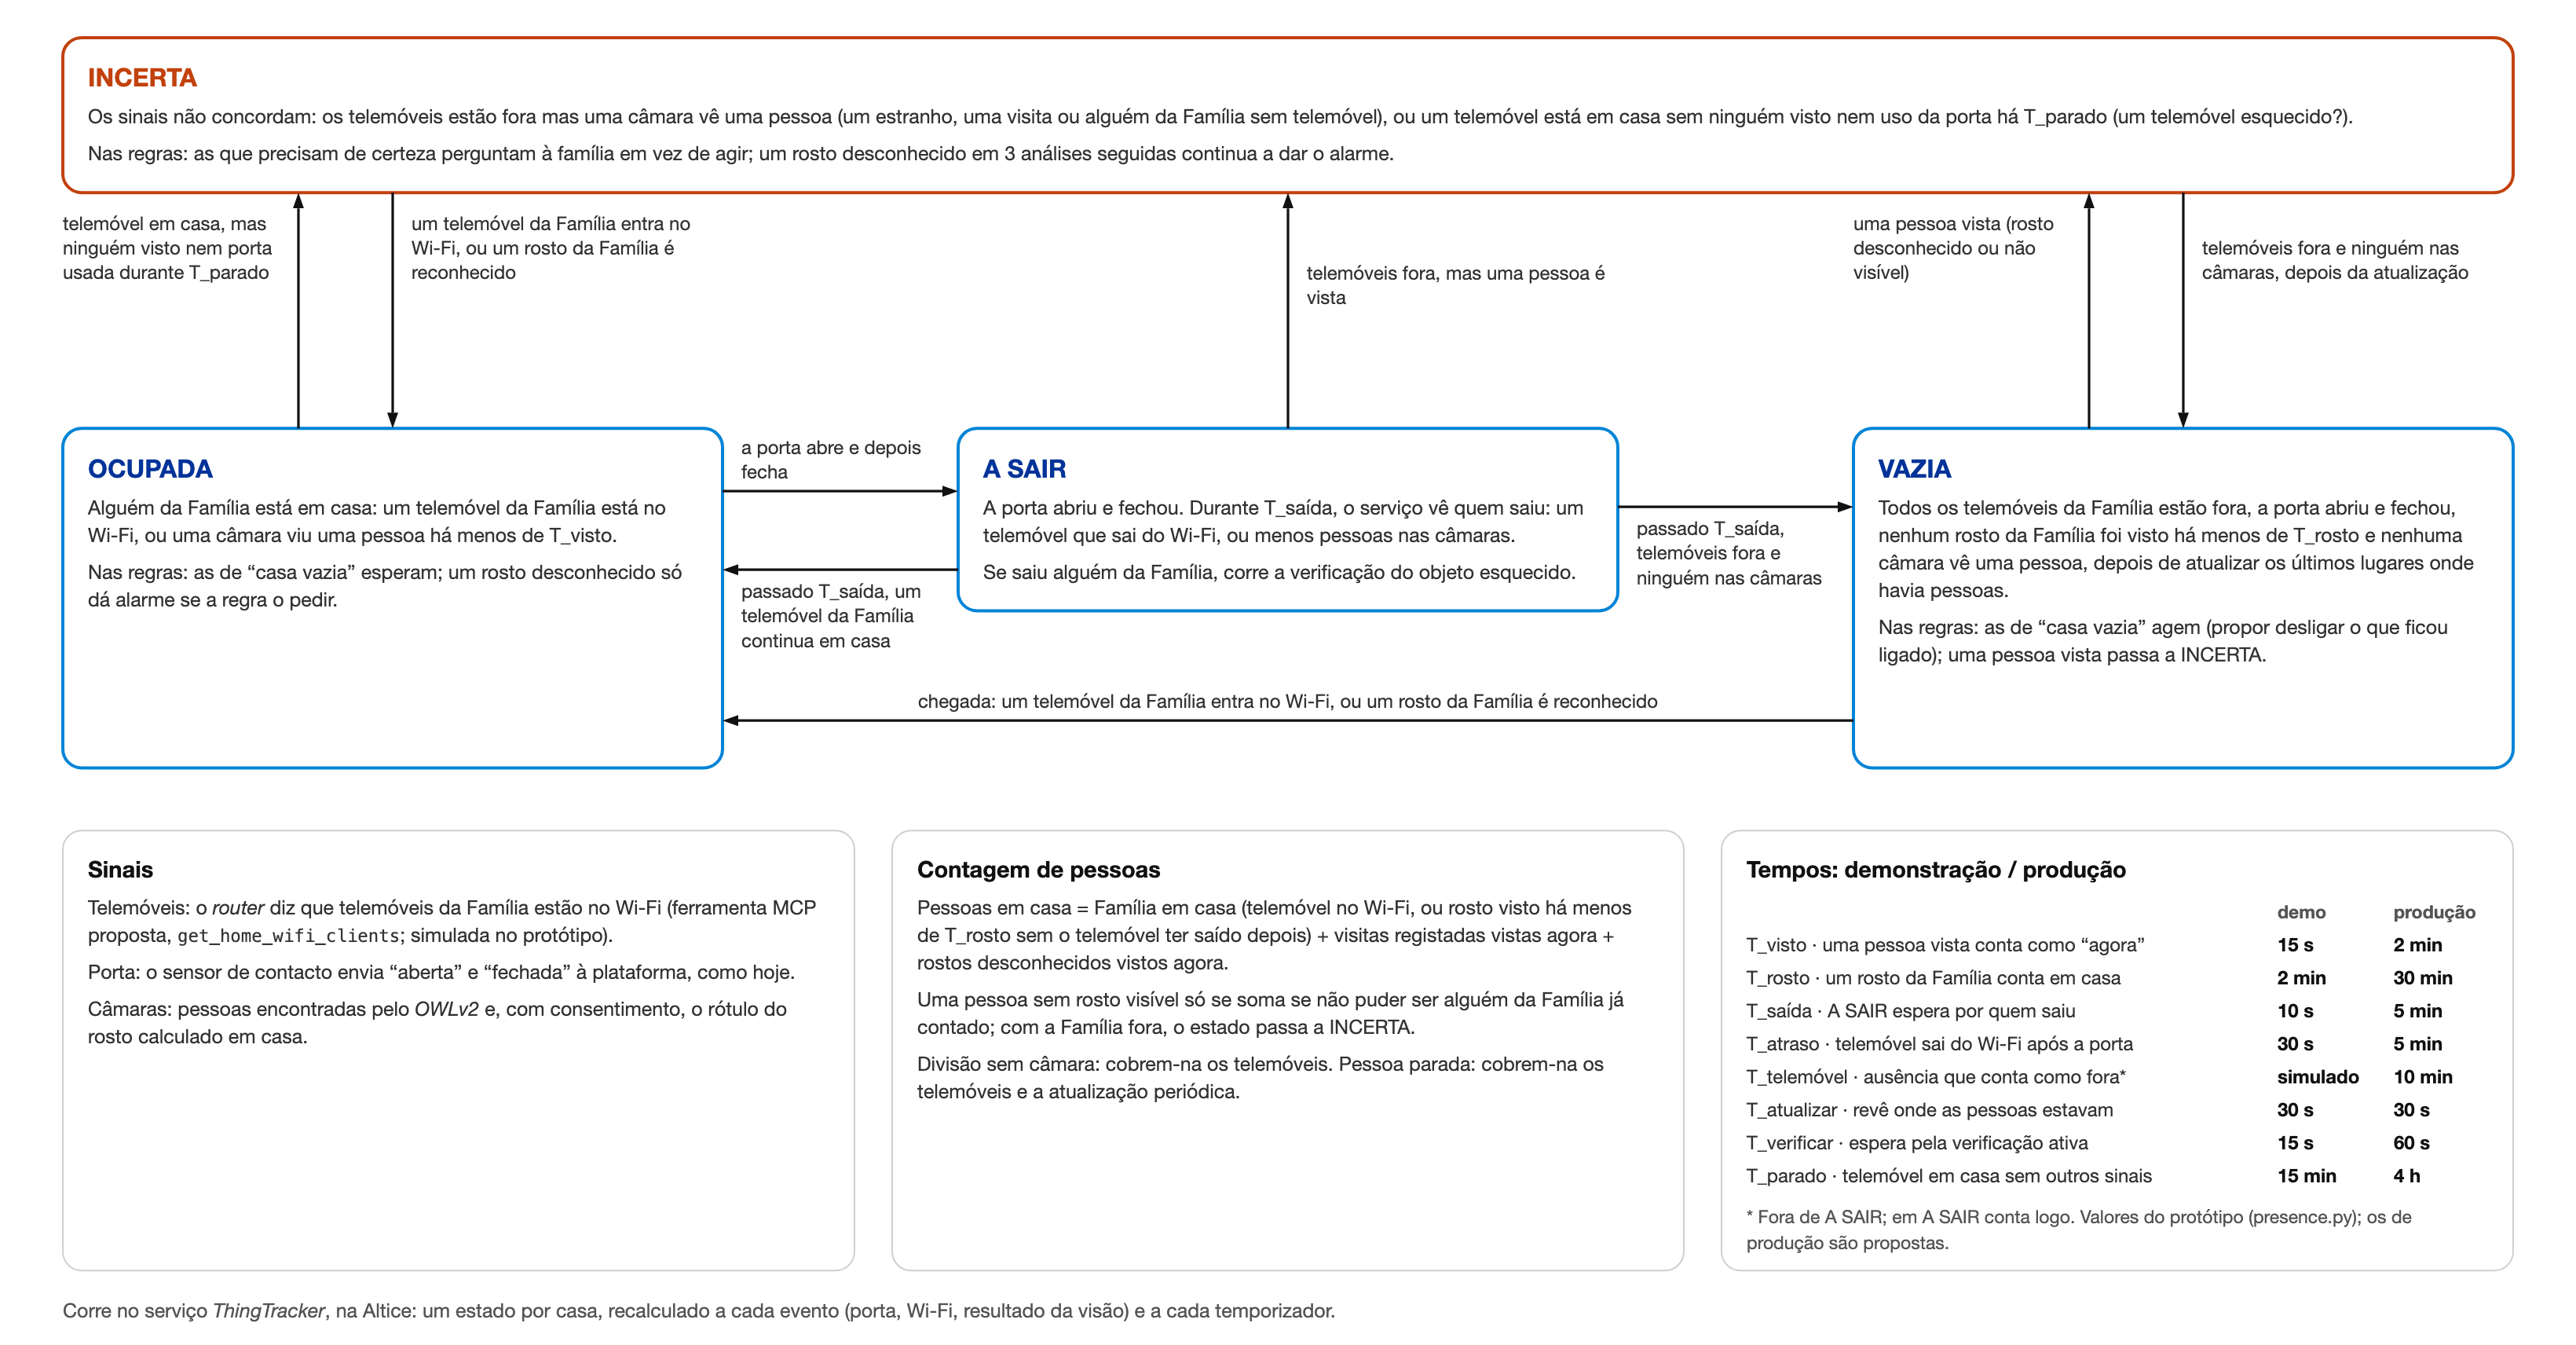 INCERTA
Os sinais não concordam: os telemóveis estão fora mas uma câmara vê uma pessoa (um estranho, uma visita ou alguém da Família sem telemóvel), ou um telemóvel está em casa sem ninguém visto nem uso da porta há T_parado (um telemóvel esquecido?).
Nas regras: as que precisam de certeza perguntam à família em vez de agir; um rosto desconhecido em 3 análises seguidas continua a dar o alarme.
telemóvel em casa, mas
ninguém visto nem porta
usada durante T_parado
um telemóvel da Família entra no
Wi-Fi, ou um rosto da Família é
reconhecido
telemóveis fora, mas uma pessoa é
vista
uma pessoa vista (rosto
desconhecido ou não
visível)
telemóveis fora e ninguém nas
câmaras, depois da atualização
OCUPADA
Alguém da Família está em casa: um telemóvel da Família está no
Wi-Fi, ou uma câmara viu uma pessoa há menos de T_visto.
Nas regras: as de “casa vazia” esperam; um rosto desconhecido só
dá alarme se a regra o pedir.
a porta abre e depois
fecha
passado T_saída, um
telemóvel da Família
continua em casa
A SAIR
A porta abriu e fechou. Durante T_saída, o serviço vê quem saiu: um
telemóvel que sai do Wi-Fi, ou menos pessoas nas câmaras.
Se saiu alguém da Família, corre a verificação do objeto esquecido.
passado T_saída,
telemóveis fora e
ninguém nas câmaras
VAZIA
Todos os telemóveis da Família estão fora, a porta abriu e fechou,
nenhum rosto da Família foi visto há menos de T_rosto e nenhuma
câmara vê uma pessoa, depois de atualizar os últimos lugares onde
havia pessoas.
Nas regras: as de “casa vazia” agem (propor desligar o que ficou
ligado); uma pessoa vista passa a INCERTA.
chegada: um telemóvel da Família entra no Wi-Fi, ou um rosto da Família é reconhecido
Sinais
Telemóveis: o router diz que telemóveis da Família estão no Wi-Fi (ferramenta MCP
proposta, get_home_wifi_clients; simulada no protótipo).
Porta: o sensor de contacto envia “aberta” e “fechada” à plataforma, como hoje.
Câmaras: pessoas encontradas pelo OWLv2 e, com consentimento, o rótulo do
rosto calculado em casa.
Contagem de pessoas
Pessoas em casa = Família em casa (telemóvel no Wi-Fi, ou rosto visto há menos
de T_rosto sem o telemóvel ter saído depois) + visitas registadas vistas agora +
rostos desconhecidos vistos agora.
Uma pessoa sem rosto visível só se soma se não puder ser alguém da Família já
contado; com a Família fora, o estado passa a INCERTA.
Divisão sem câmara: cobrem-na os telemóveis. Pessoa parada: cobrem-na os
telemóveis e a atualização periódica.
Tempos: demonstração / produção
demo produção
T_visto · uma pessoa vista conta como “agora” 15 s 2 min
T_rosto · um rosto da Família conta em casa 2 min 30 min
T_saída · A SAIR espera por quem saiu 10 s 5 min
T_atraso · telemóvel sai do Wi-Fi após a porta 30 s 5 min
T_telemóvel · ausência que conta como fora* simulado 10 min
T_atualizar · revê onde as pessoas estavam 30 s 30 s
T_verificar · espera pela verificação ativa 15 s 60 s
T_parado · telemóvel em casa sem outros sinais 15 min 4 h
* Fora de A SAIR; em A SAIR conta logo. Valores do protótipo (presence.py); os de
produção são propostas.
Corre no serviço ThingTracker, na Altice: um estado por casa, recalculado a cada evento (porta, Wi-Fi, resultado da visão) e a cada temporizador.